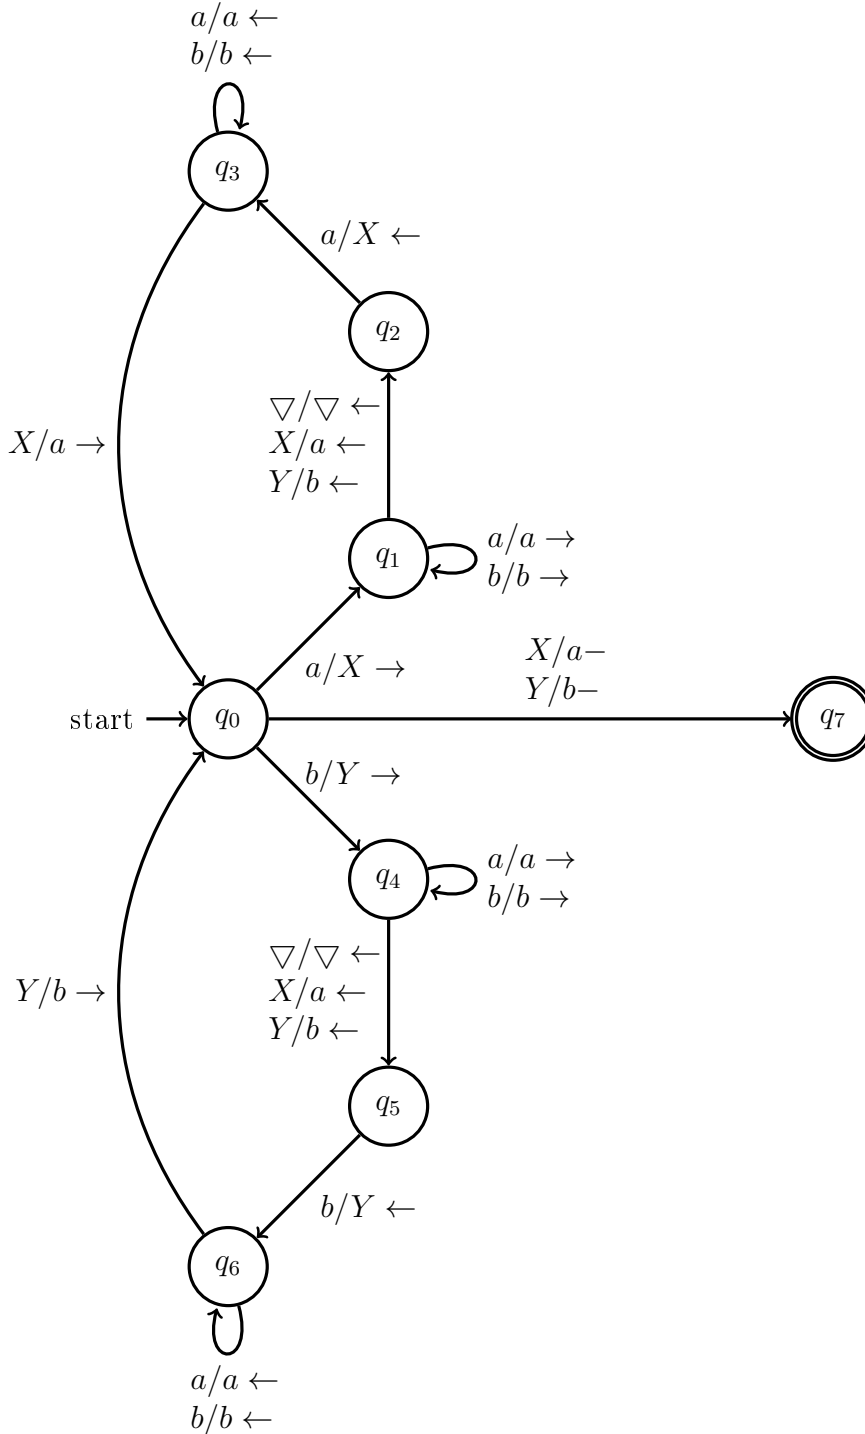 a/a ←
b/b ←
q₃
a/X ←
q₂
▽/▽ ←
X/a ←
Y/b ←
X/a →
q₁
a/a →
b/b →
a/X →
X/a−
Y/b−
start
q₀
q₇
b/Y →
q₄
a/a →
b/b →
▽/▽ ←
X/a ←
Y/b ←
Y/b →
q₅
b/Y ←
q₆
a/a ←
b/b ←